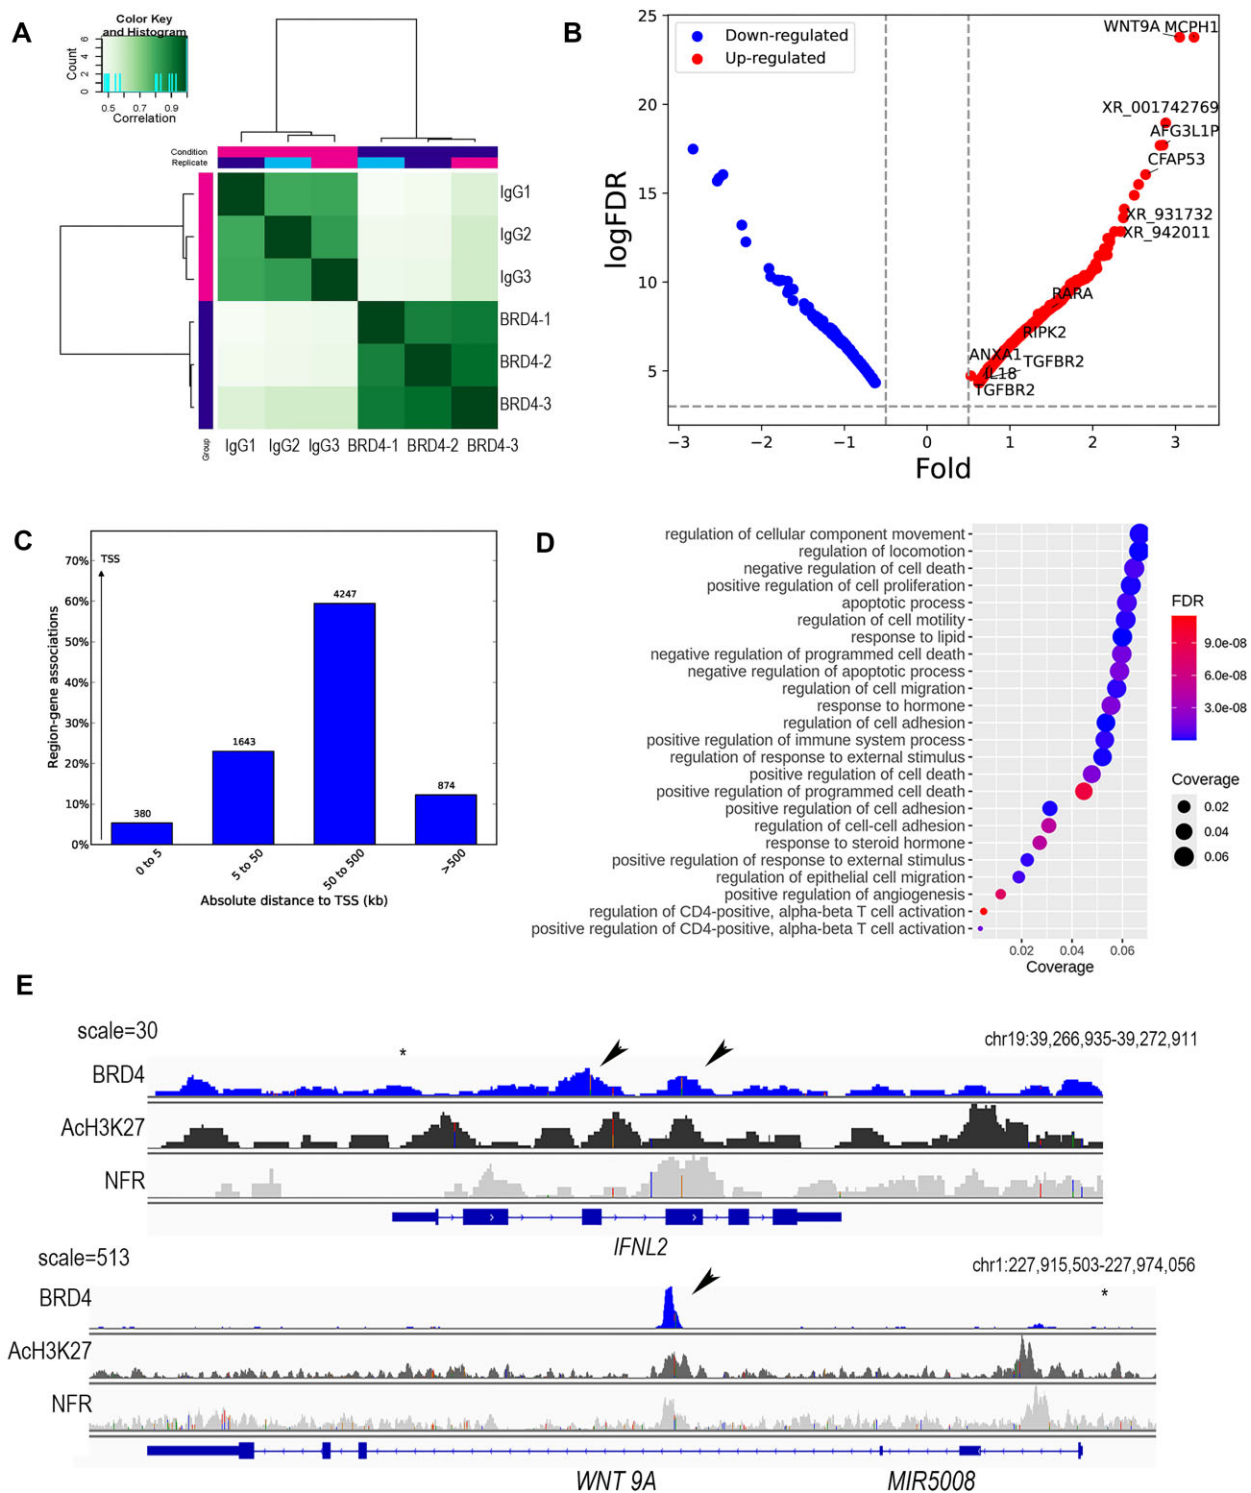 A
Color Key
and Histogram
Count
0 2 4 6
0.5 0.7 0.9
Correlation
Condition
Replicate
IgG1
IgG2
IgG3
BRD4-1
BRD4-2
BRD4-3
Group
IgG1 IgG2 IgG3 BRD4-1 BRD4-2 BRD4-3
B
Down-regulated
Up-regulated
logFDR
25
20
15
10
5
WNT9A MCPH1
XR_001742769
AFG3L1P
CFAP53
XR_931732
XR_942011
RARA
RIPK2
ANXA1
TGFBR2
IL18
TGFBR2
−3 −2 −1 0 1 2 3
Fold
C
Region-gene associations
TSS
70%
60%
50%
40%
30%
20%
10%
0%
380
1643
4247
874
0 to 5
5 to 50
50 to 500
>500
Absolute distance to TSS (kb)
D
regulation of cellular component movement
regulation of locomotion
negative regulation of cell death
positive regulation of cell proliferation
apoptotic process
regulation of cell motility
response to lipid
negative regulation of programmed cell death
negative regulation of apoptotic process
regulation of cell migration
response to hormone
regulation of cell adhesion
positive regulation of immune system process
regulation of response to external stimulus
positive regulation of cell death
positive regulation of programmed cell death
positive regulation of cell adhesion
regulation of cell-cell adhesion
response to steroid hormone
positive regulation of response to external stimulus
regulation of epithelial cell migration
positive regulation of angiogenesis
regulation of CD4-positive, alpha-beta T cell activation
positive regulation of CD4-positive, alpha-beta T cell activation
0.02 0.04 0.06
Coverage
FDR
9.0e-08
6.0e-08
3.0e-08
Coverage
0.02
0.04
0.06
E
scale=30
chr19:39,266,935-39,272,911
*
BRD4
AcH3K27
NFR
IFNL2
scale=513
chr1:227,915,503-227,974,056
*
BRD4
AcH3K27
NFR
WNT 9A
MIR5008